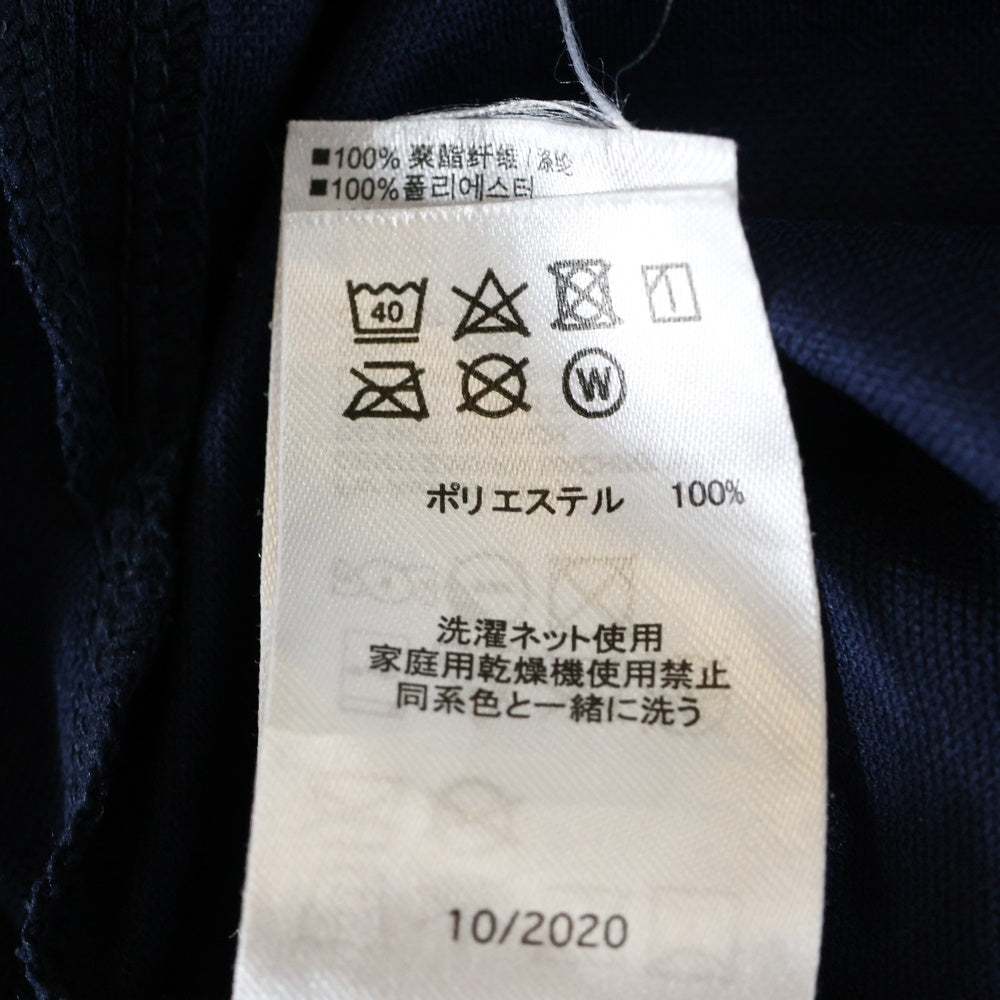 ■100% 聚酯纤维/涤纶
■100%폴리에스터
40
W
ポリエステル 100%
洗濯ネット使用
家庭用乾燥機使用禁止
同系色と一緒に洗う
10/2020